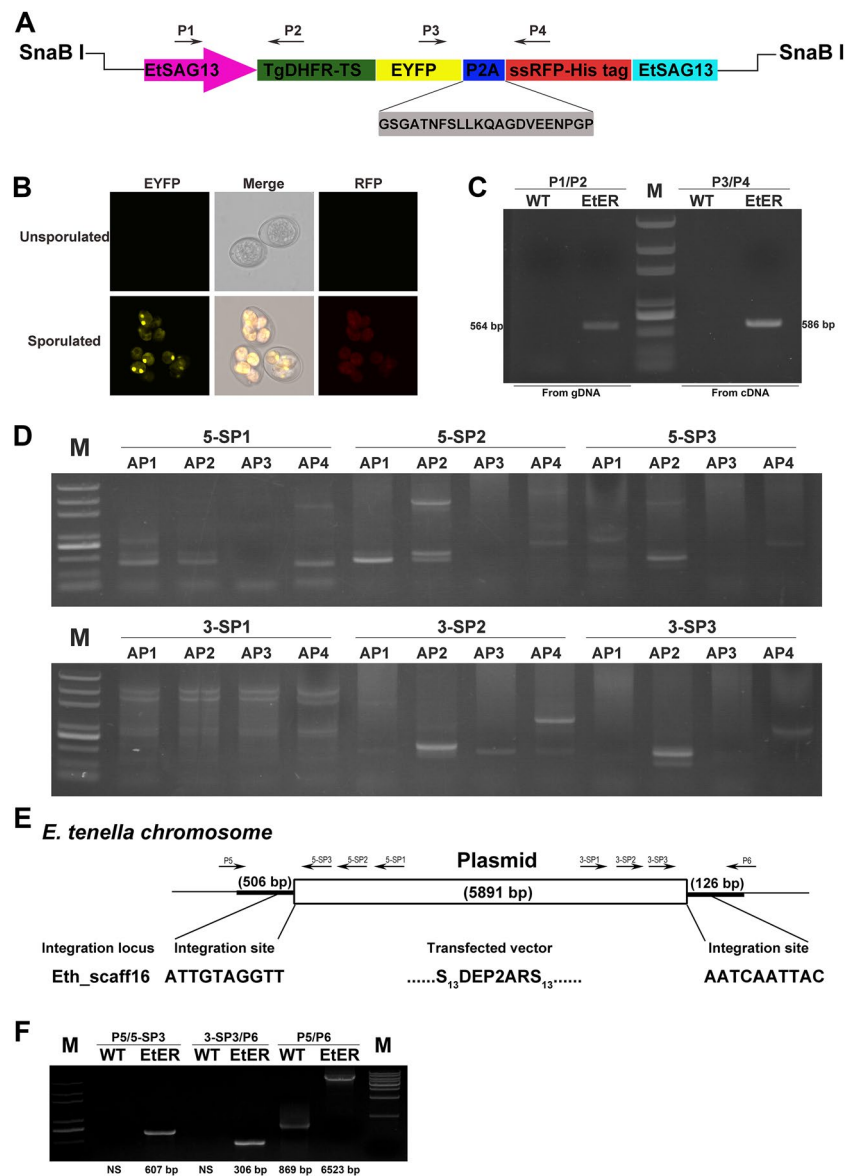 A
P1 P2 P3 P4
SnaB I SnaB I
EtSAG13 TgDHFR-TS EYFP P2A ssRFP-His tag EtSAG13
GSGATNFSLLKQAGDVEENPGP
B
EYFP Merge RFP
Unsporulated
Sporulated
C
P1/P2 M P3/P4
WT EtER WT EtER
564 bp 586 bp
From gDNA From cDNA
D
M 5-SP1 5-SP2 5-SP3
AP1 AP2 AP3 AP4 AP1 AP2 AP3 AP4 AP1 AP2 AP3 AP4
M 3-SP1 3-SP2 3-SP3
AP1 AP2 AP3 AP4 AP1 AP2 AP3 AP4 AP1 AP2 AP3 AP4
E
E. tenella chromosome
P5 5-SP3 5-SP2 5-SP1 Plasmid 3-SP1 3-SP2 3-SP3 P6
(506 bp) (5891 bp) (126 bp)
Integration locus Integration site Transfected vector Integration site
Eth_scaff16 ATTGTAGGTT ......S13DEP2ARS13...... AATCAATTAC
F
M P5/5-SP3 3-SP3/P6 P5/P6 M
WT EtER WT EtER WT EtER
NS 607 bp NS 306 bp 869 bp 6523 bp